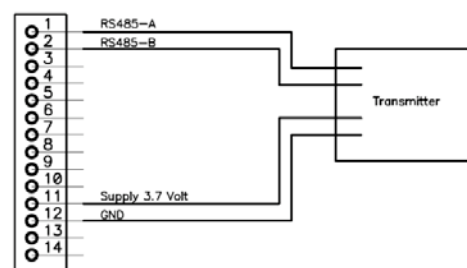 1 RS485-A
2 RS485-B
3
4
5
6
7
8
9
10
11 Supply 3.7 Volt
12 GND
13
14
Transmitter